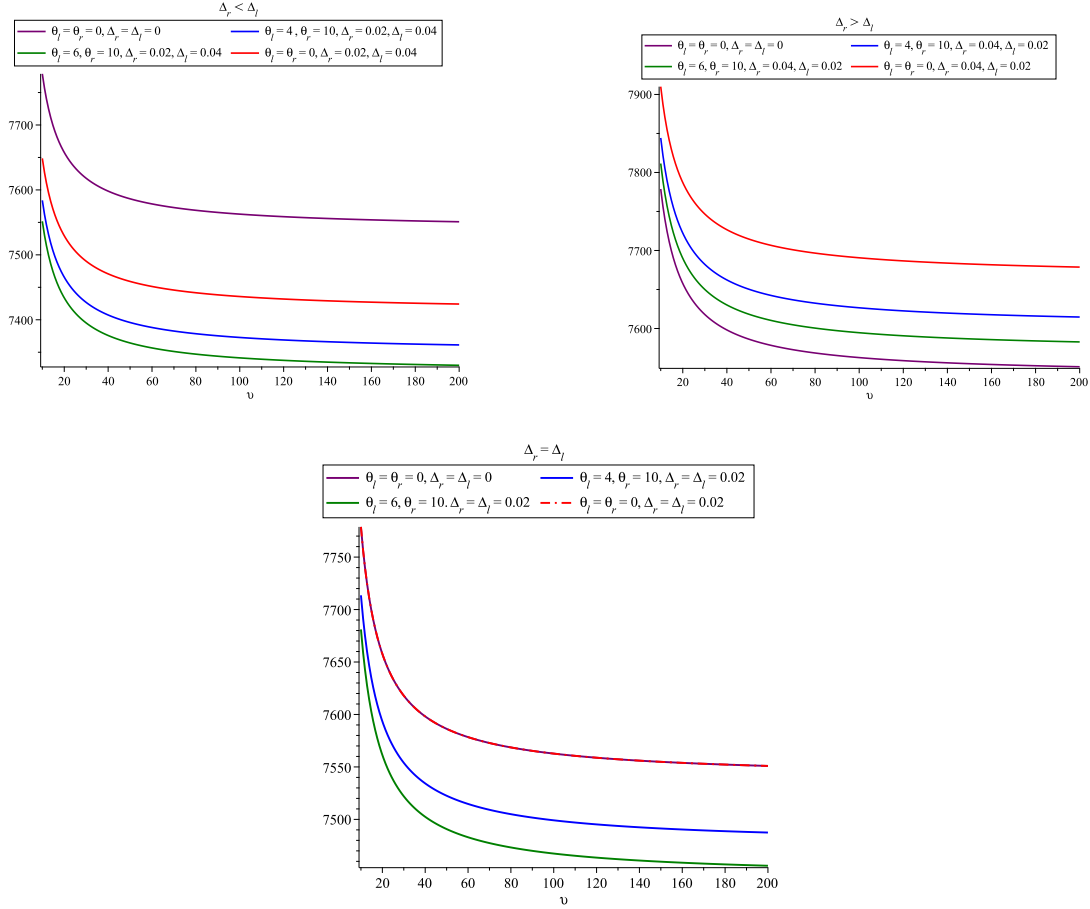 Δr < Δl
θl = θr = 0, Δr = Δl = 0 θl = 4 , θr = 10, Δr = 0.02, Δl = 0.04
θl = 6, θr = 10, Δr = 0.02, Δl = 0.04 θl = θr = 0, Δr = 0.02, Δl = 0.04
7700
7600
7500
7400
20 40 60 80 100 120 140 160 180 200
υ
Δr > Δl
θl = θr = 0, Δr = Δl = 0 θl = 4, θr = 10, Δr = 0.04, Δl = 0.02
θl = 6, θr = 10, Δr = 0.04, Δl = 0.02 θl = θr = 0, Δr = 0.04, Δl = 0.02
7900
7800
7700
7600
20 40 60 80 100 120 140 160 180 200
υ
Δr = Δl
θl = θr = 0, Δr = Δl = 0 θl = 4, θr = 10, Δr = Δl = 0.02
θl = 6, θr = 10. Δr = Δl = 0.02 θl = θr = 0, Δr = Δl = 0.02
7750
7700
7650
7600
7550
7500
20 40 60 80 100 120 140 160 180 200
υ